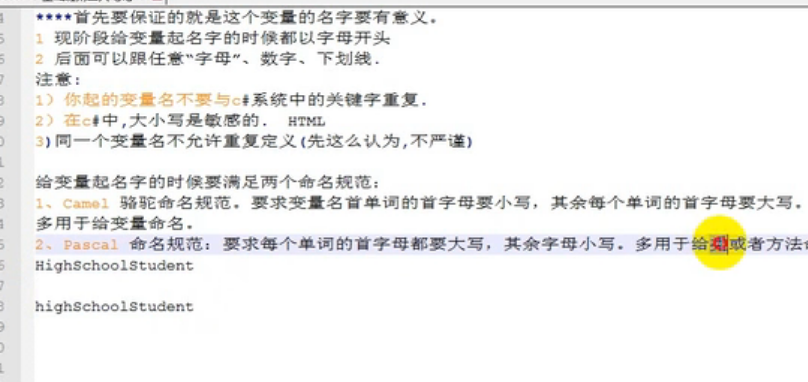 ****首先要保证的就是这个变量的名字要有意义。
1 现阶段给变量起名字的时候都以字母开头
2 后面可以跟任意“字母”、数字、下划线.
注意:
1) 你起的变量名不要与c#系统中的关键字重复.
2) 在c#中,大小写是敏感的. HTML
3)同一个变量名不允许重复定义(先这么认为,不严谨)
给变量起名字的时候要满足两个命名规范:
1、Camel 骆驼命名规范。要求变量名首单词的首字母要小写，其余每个单词的首字母要大写。
多用于给变量命名。
2、Pascal 命名规范: 要求每个单词的首字母都要大写，其余字母小写。多用于给类或者方法
HighSchoolStudent
highSchoolStudent